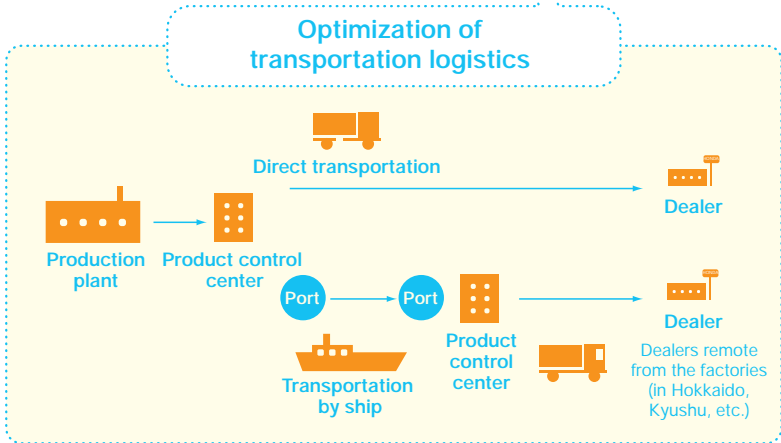 Optimization of
transportation logistics
Direct transportation
Dealer
Production
plant
Product control
center
Port
Port
Product
control
center
Transportation
by ship
Dealer
Dealers remote
from the factories
(in Hokkaido,
Kyushu, etc.)